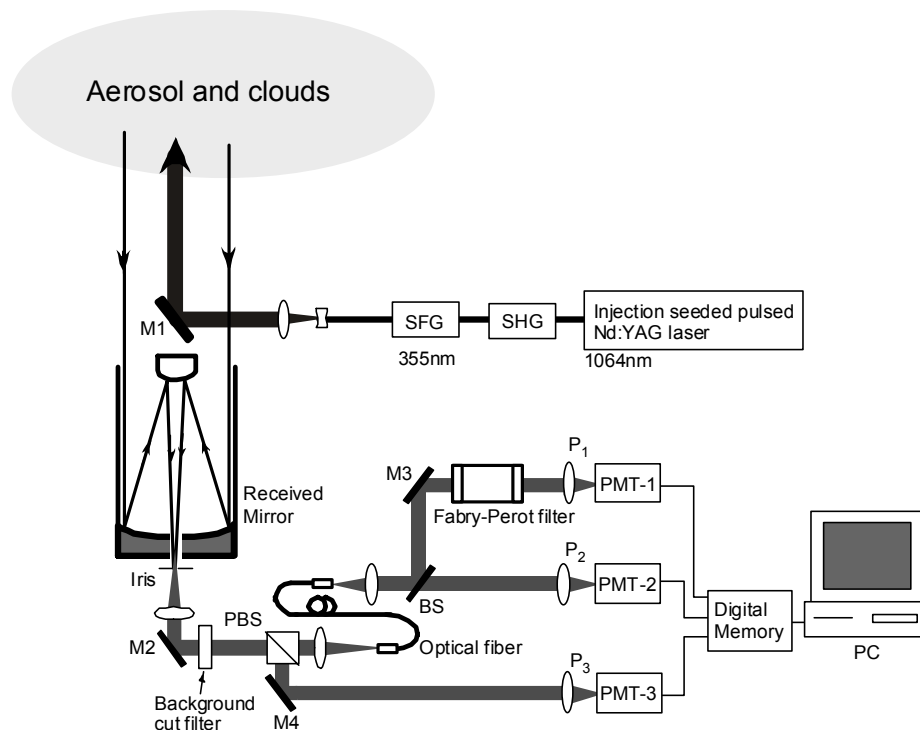 Aerosol and clouds
M1
SFG
SHG
Injection seeded pulsed
Nd:YAG laser
355nm
1064nm
Received
Mirror
M3
Fabry-Perot filter
P1
PMT-1
Iris
P2
PMT-2
BS
Digital
Memory
PC
M2
PBS
Optical fiber
Background
cut filter
M4
P3
PMT-3